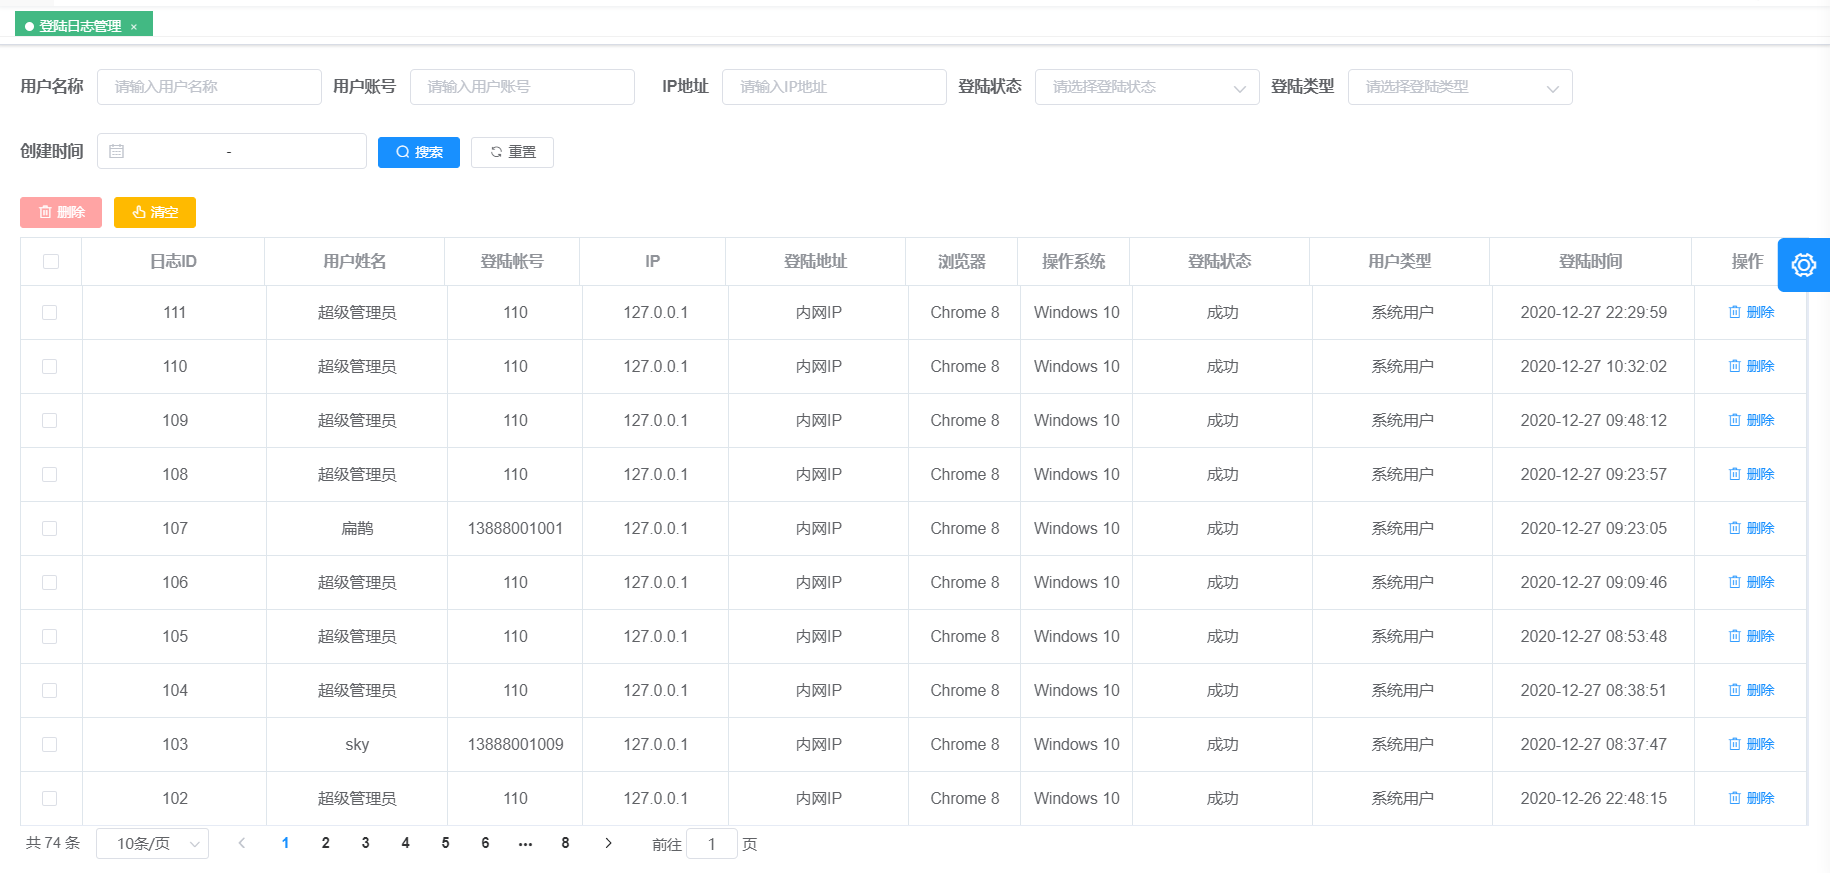 登陆日志管理 ×
用户名称 请输入用户名称 用户账号 请输入用户账号 IP地址 请输入IP地址 登陆状态 请选择登陆状态 登陆类型 请选择登陆类型
创建时间 - 搜索 重置
删除 清空
日志ID 用户姓名 登陆帐号 IP 登陆地址 浏览器 操作系统 登陆状态 用户类型 登陆时间 操作
111 超级管理员 110 127.0.0.1 内网IP Chrome 8 Windows 10 成功 系统用户 2020-12-27 22:29:59 删除
110 超级管理员 110 127.0.0.1 内网IP Chrome 8 Windows 10 成功 系统用户 2020-12-27 10:32:02 删除
109 超级管理员 110 127.0.0.1 内网IP Chrome 8 Windows 10 成功 系统用户 2020-12-27 09:48:12 删除
108 超级管理员 110 127.0.0.1 内网IP Chrome 8 Windows 10 成功 系统用户 2020-12-27 09:23:57 删除
107 扁鹊 13888001001 127.0.0.1 内网IP Chrome 8 Windows 10 成功 系统用户 2020-12-27 09:23:05 删除
106 超级管理员 110 127.0.0.1 内网IP Chrome 8 Windows 10 成功 系统用户 2020-12-27 09:09:46 删除
105 超级管理员 110 127.0.0.1 内网IP Chrome 8 Windows 10 成功 系统用户 2020-12-27 08:53:48 删除
104 超级管理员 110 127.0.0.1 内网IP Chrome 8 Windows 10 成功 系统用户 2020-12-27 08:38:51 删除
103 sky 13888001009 127.0.0.1 内网IP Chrome 8 Windows 10 成功 系统用户 2020-12-27 08:37:47 删除
102 超级管理员 110 127.0.0.1 内网IP Chrome 8 Windows 10 成功 系统用户 2020-12-26 22:48:15 删除
共 74 条 10条/页 1 2 3 4 5 6 ••• 8 前往 1 页